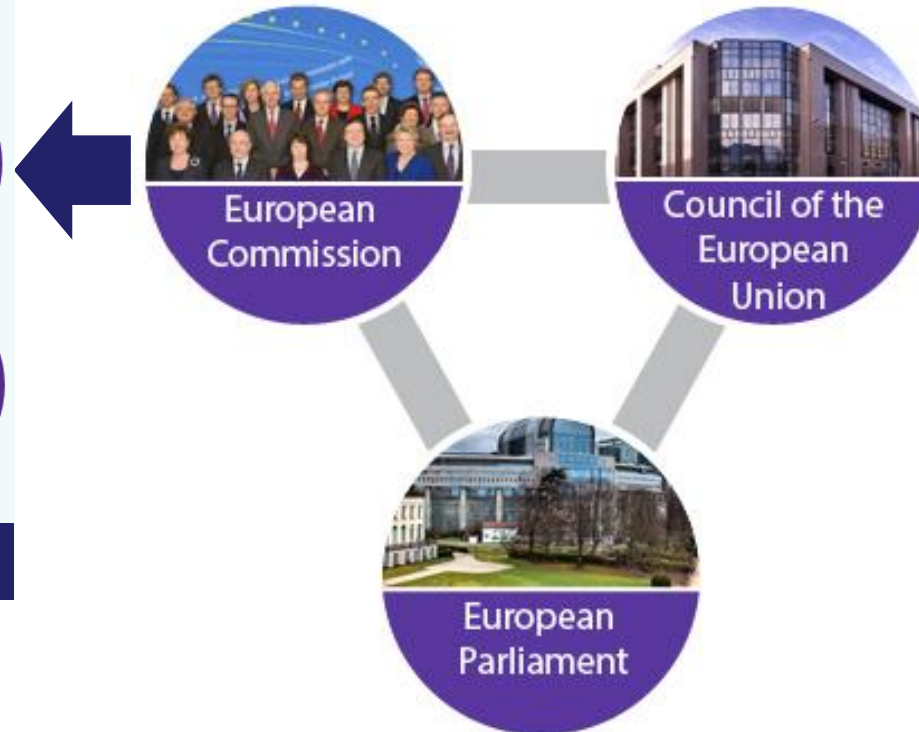 European
Commission
Council of the
European
Union
European
Parliament